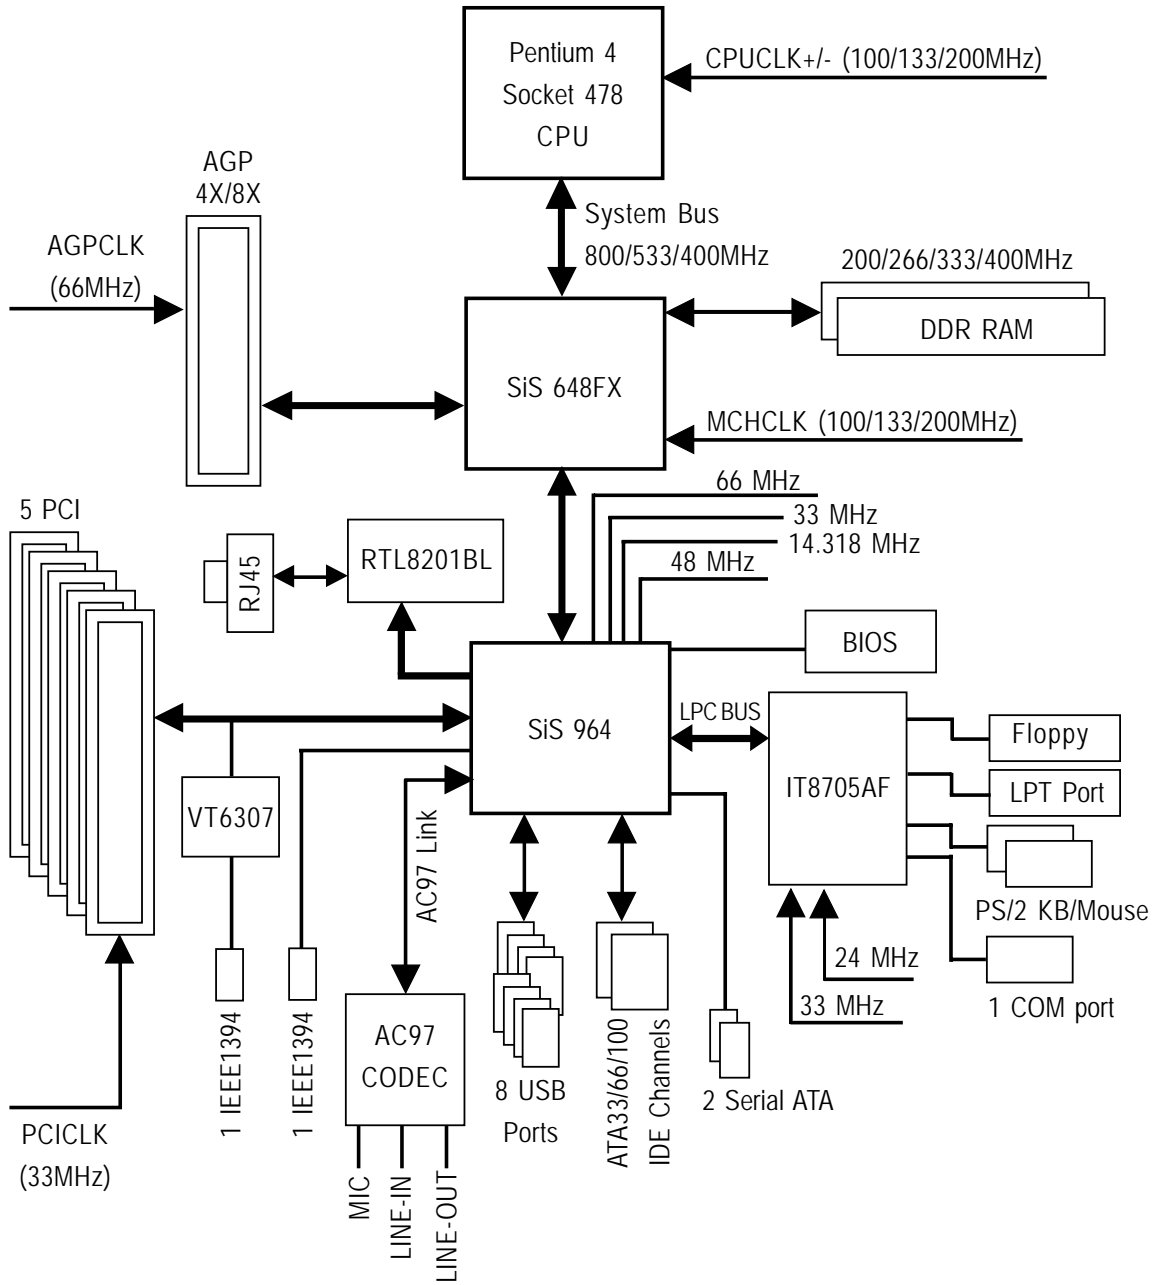 Pentium 4
Socket 478
CPU
CPUCLK+/- (100/133/200MHz)
AGP
4X/8X
System Bus
800/533/400MHz
AGPCLK
(66MHz)
200/266/333/400MHz
DDR RAM
SiS 648FX
MCHCLK (100/133/200MHz)
66 MHz
33 MHz
14.318 MHz
48 MHz
5 PCI
RJ45
RTL8201BL
BIOS
SiS 964
LPC BUS
IT8705AF
Floppy
LPT Port
PS/2 KB/Mouse
1 COM port
24 MHz
33 MHz
VT6307
AC97 Link
1 IEEE1394
1 IEEE1394
AC97
CODEC
MIC
LINE-IN
LINE-OUT
8 USB
Ports
ATA33/66/100
IDE Channels
2 Serial ATA
PCICLK
(33MHz)